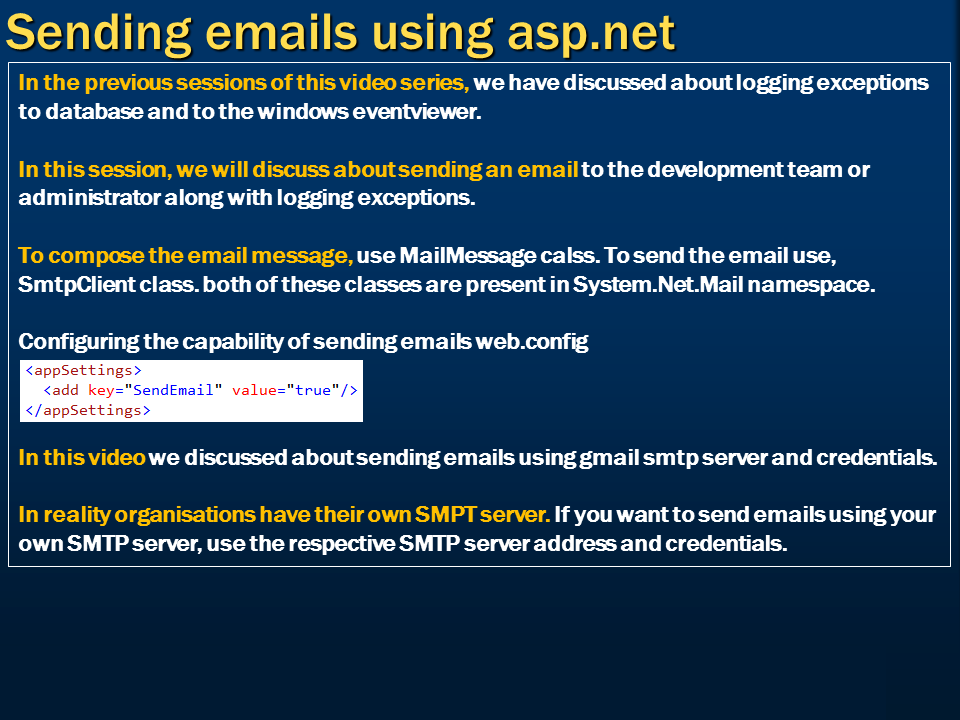 Sending emails using asp.net
In the previous sessions of this video series, we have discussed about logging exceptions
to database and to the windows eventviewer.
In this session, we will discuss about sending an email to the development team or
administrator along with logging exceptions.
To compose the email message, use MailMessage calss. To send the email use,
SmtpClient class. both of these classes are present in System.Net.Mail namespace.
Configuring the capability of sending emails web.config
<appSettings>
<add key="SendEmail" value="true"/>
</appSettings>
In this video we discussed about sending emails using gmail smtp server and credentials.
In reality organisations have their own SMPT server. If you want to send emails using your
own SMTP server, use the respective SMTP server address and credentials.